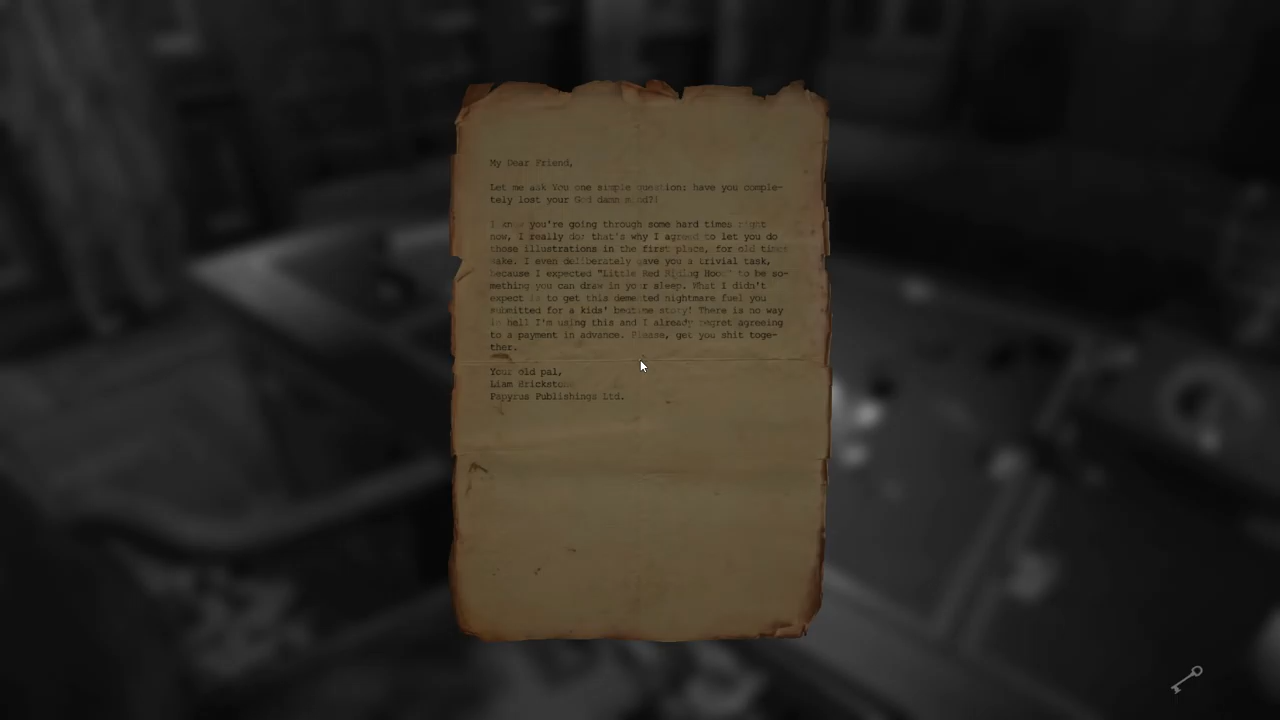 My Dear Friend,
Let me ask You one simple question: have you comple-
tely lost your God damn mind?!
I know you're going through some hard times right
now, I really do; that's why I agreed to let you do
those illustrations in the first place, for old times
sake. I even deliberately gave you a trivial task,
because I expected "Little Red Riding Hood" to be so-
mething you can draw in your sleep. What I didn't
expect is to get this demented nightmare fuel you
submitted for a kids' bedtime story! There is no way
in hell I'm using this and I already regret agreeing
to a payment in advance. Please, get you shit toge-
ther.
Your old pal,
Liam Brickstone
Papyrus Publishings Ltd.